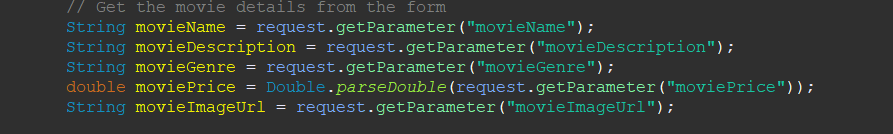 // Get the movie details from the form
String movieName = request.getParameter("movieName");
String movieDescription = request.getParameter("movieDescription");
String movieGenre = request.getParameter("movieGenre");
double moviePrice = Double.parseDouble(request.getParameter("moviePrice"));
String movieImageUrl = request.getParameter("movieImageUrl");